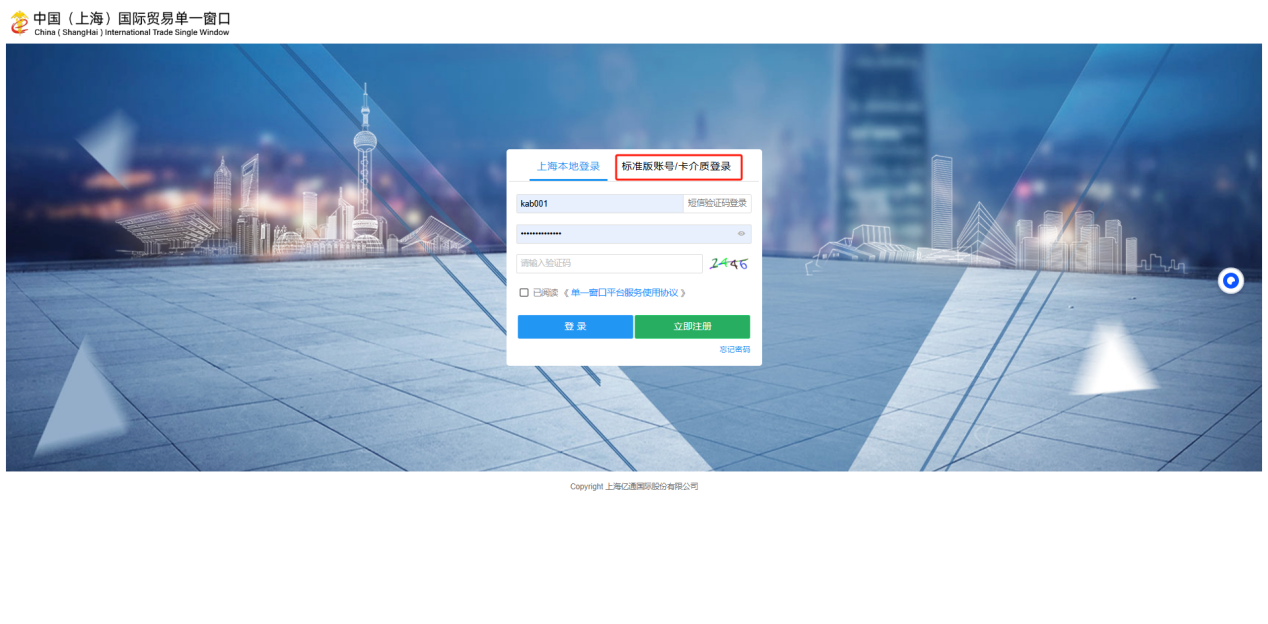 中国（上海）国际贸易单一窗口
China ( ShangHai ) International Trade Single Window
上海本地登录 标准版账号/卡介质登录
kab001 短信验证码登录
••••••••••••••
请输入验证码 2446
已阅读 《 单一窗口平台服务使用协议 》
登 录 立即注册
忘记密码
Copyright 上海亿通国际股份有限公司